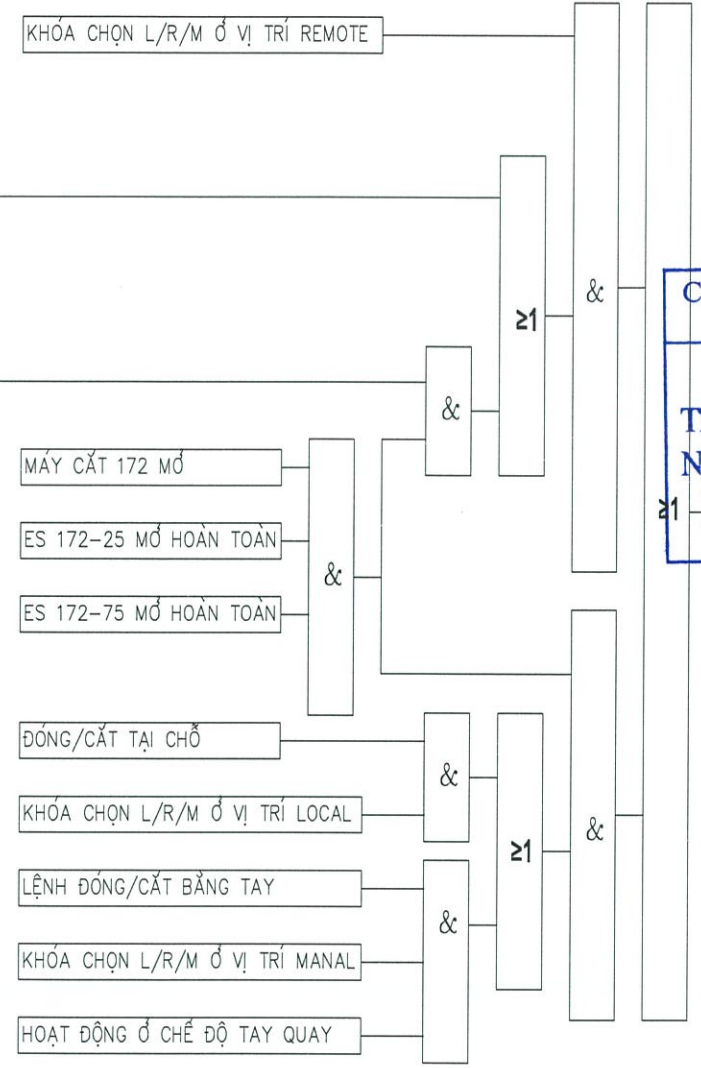 KHÓA CHỌN L/R/M Ở VỊ TRÍ REMOTE
&
C
≥1
&
T
N
MÁY CẮT 172 MỞ
≥1
ES 172-25 MỞ HOÀN TOÀN
&
ES 172-75 MỞ HOÀN TOÀN
ĐÓNG/CẮT TẠI CHỖ
&
KHÓA CHỌN L/R/M Ở VỊ TRÍ LOCAL
&
≥1
LỆNH ĐÓNG/CẮT BẰNG TAY
&
KHÓA CHỌN L/R/M Ở VỊ TRÍ MANAL
HOẠT ĐỘNG Ở CHẾ ĐỘ TAY QUAY